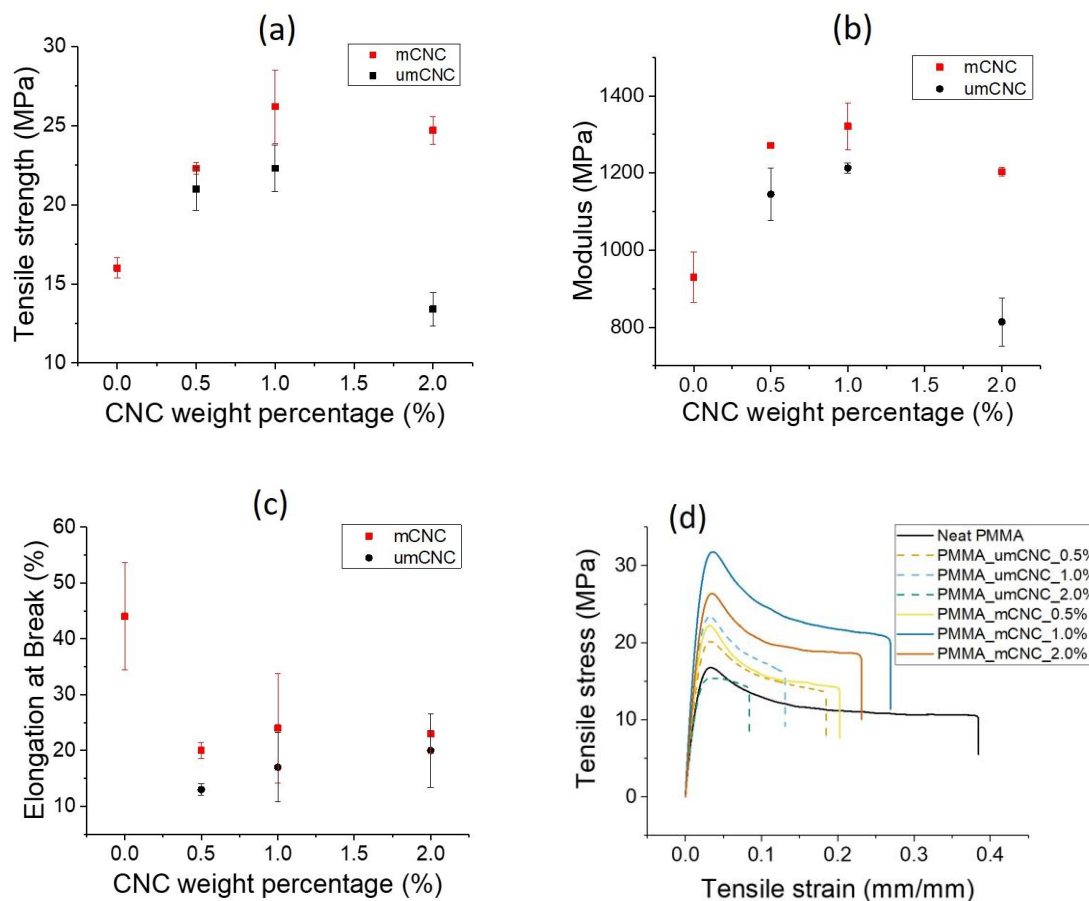 (a)
mCNC
umCNC
30
25
20
15
10
Tensile strength (MPa)
0.0 0.5 1.0 1.5 2.0
CNC weight percentage (%)
(b)
mCNC
umCNC
1400
1200
1000
800
Modulus (MPa)
0.0 0.5 1.0 1.5 2.0
CNC weight percentage (%)
(c)
mCNC
umCNC
60
50
40
30
20
10
Elongation at Break (%)
0.0 0.5 1.0 1.5 2.0
CNC weight percentage (%)
(d)
Neat PMMA
PMMA_umCNC_0.5%
PMMA_umCNC_1.0%
PMMA_umCNC_2.0%
PMMA_mCNC_0.5%
PMMA_mCNC_1.0%
PMMA_mCNC_2.0%
30
20
10
0
Tensile stress (MPa)
0.0 0.1 0.2 0.3 0.4
Tensile strain (mm/mm)